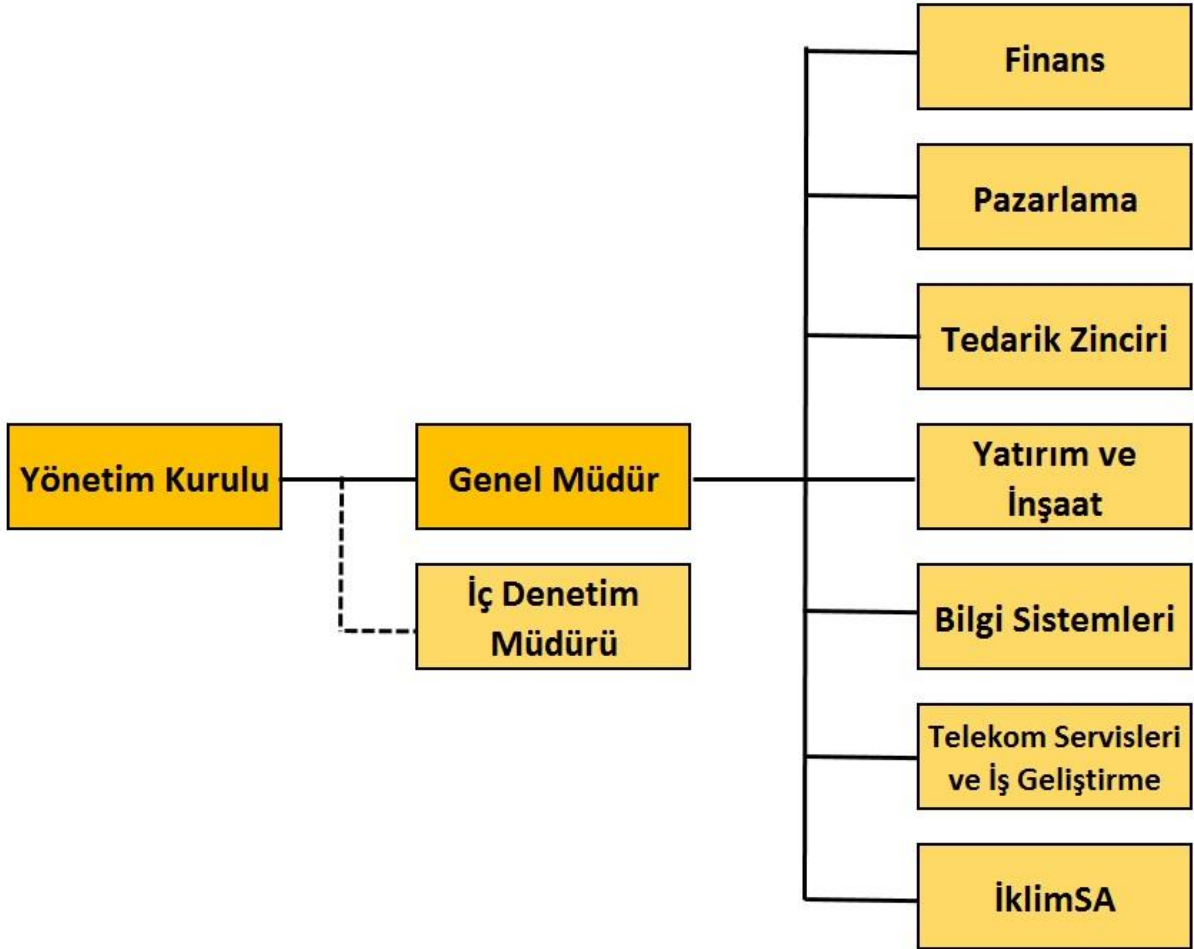 Yönetim Kurulu
Genel Müdür
İç Denetim
Müdürü
Finans
Pazarlama
Tedarik Zinciri
Yatırım ve
İnşaat
Bilgi Sistemleri
Telekom Servisleri
ve İş Geliştirme
İklimSA